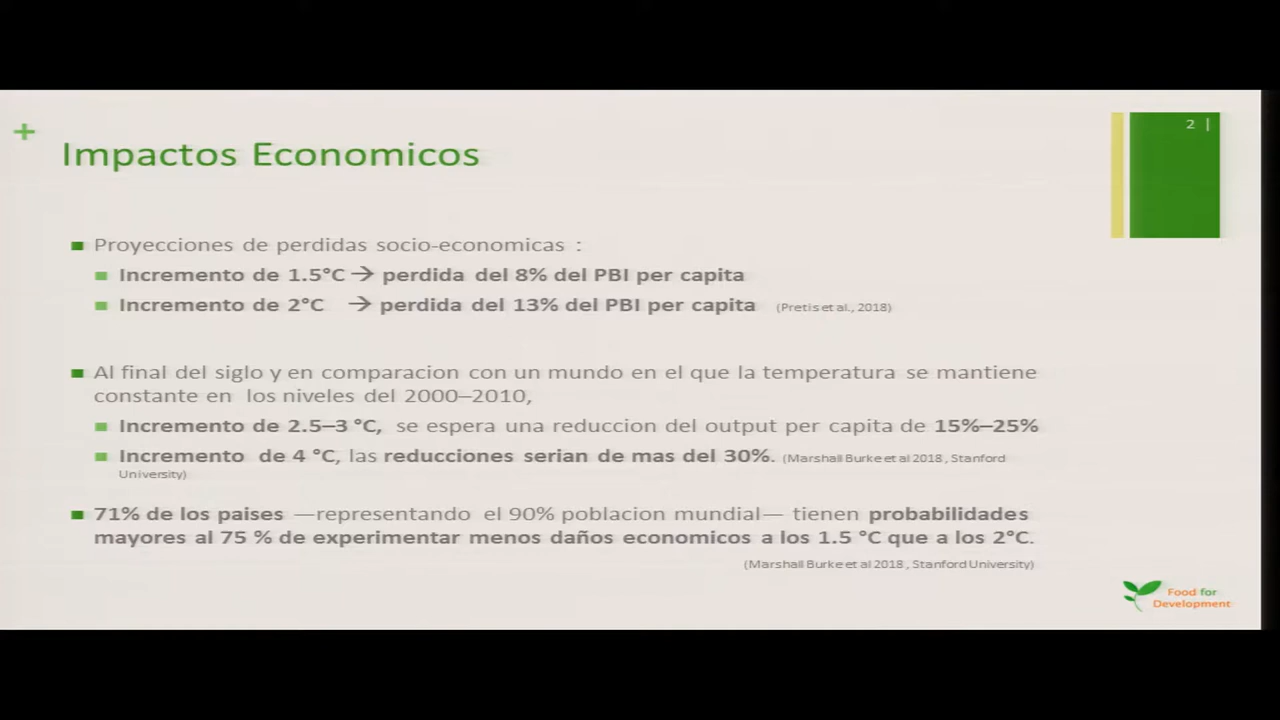 2 |
+
Impactos Economicos
Proyecciones de perdidas socio-economicas :
Incremento de 1.5°C → perdida del 8% del PBI per capita
Incremento de 2°C → perdida del 13% del PBI per capita (Pretis et al., 2018)
Al final del siglo y en comparacion con un mundo en el que la temperatura se mantiene
constante en los niveles del 2000–2010,
Incremento de 2.5–3 °C, se espera una reduccion del output per capita de 15%–25%
Incremento de 4 °C, las reducciones serian de mas del 30%. (Marshall Burke et al 2018 , Stanford
University)
71% de los paises —representando el 90% poblacion mundial— tienen probabilidades
mayores al 75 % de experimentar menos daños economicos a los 1.5 °C que a los 2°C.
(Marshall Burke et al 2018 , Stanford University)
Food for
Development